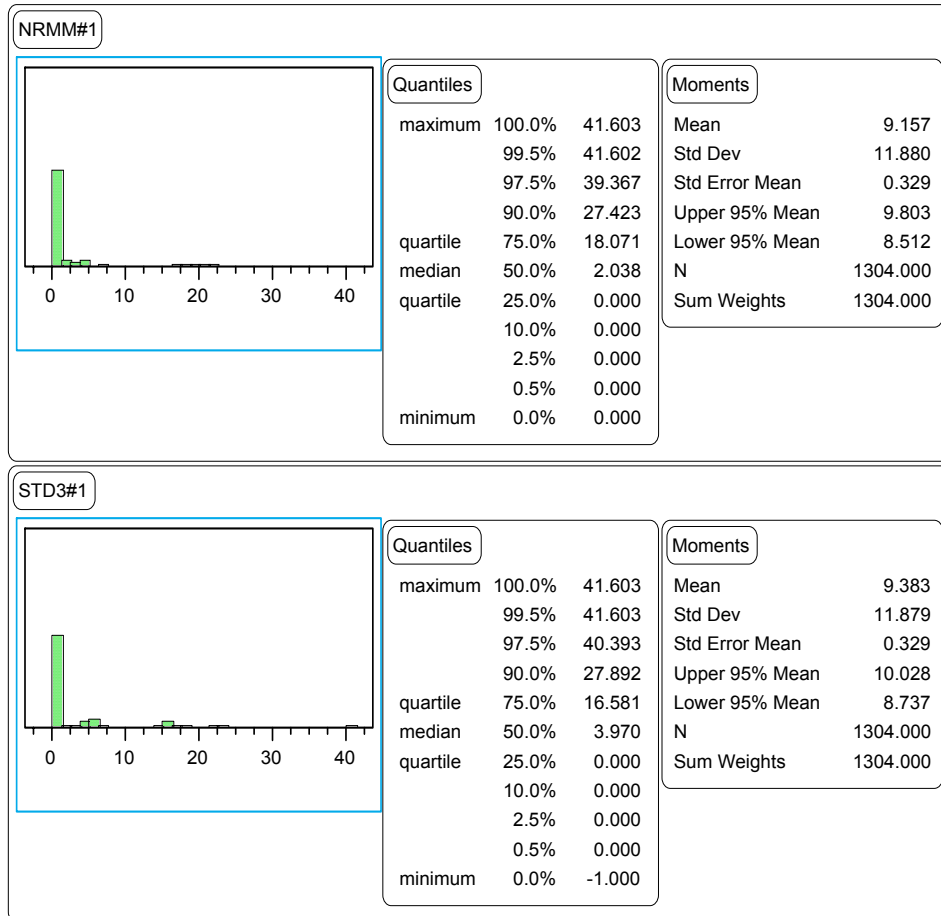 NRMM#1
0 10 20 30 40
Quantiles
maximum 100.0% 41.603
99.5% 41.602
97.5% 39.367
90.0% 27.423
quartile 75.0% 18.071
median 50.0% 2.038
quartile 25.0% 0.000
10.0% 0.000
2.5% 0.000
0.5% 0.000
minimum 0.0% 0.000
Moments
Mean 9.157
Std Dev 11.880
Std Error Mean 0.329
Upper 95% Mean 9.803
Lower 95% Mean 8.512
N 1304.000
Sum Weights 1304.000
STD3#1
0 10 20 30 40
Quantiles
maximum 100.0% 41.603
99.5% 41.603
97.5% 40.393
90.0% 27.892
quartile 75.0% 16.581
median 50.0% 3.970
quartile 25.0% 0.000
10.0% 0.000
2.5% 0.000
0.5% 0.000
minimum 0.0% -1.000
Moments
Mean 9.383
Std Dev 11.879
Std Error Mean 0.329
Upper 95% Mean 10.028
Lower 95% Mean 8.737
N 1304.000
Sum Weights 1304.000